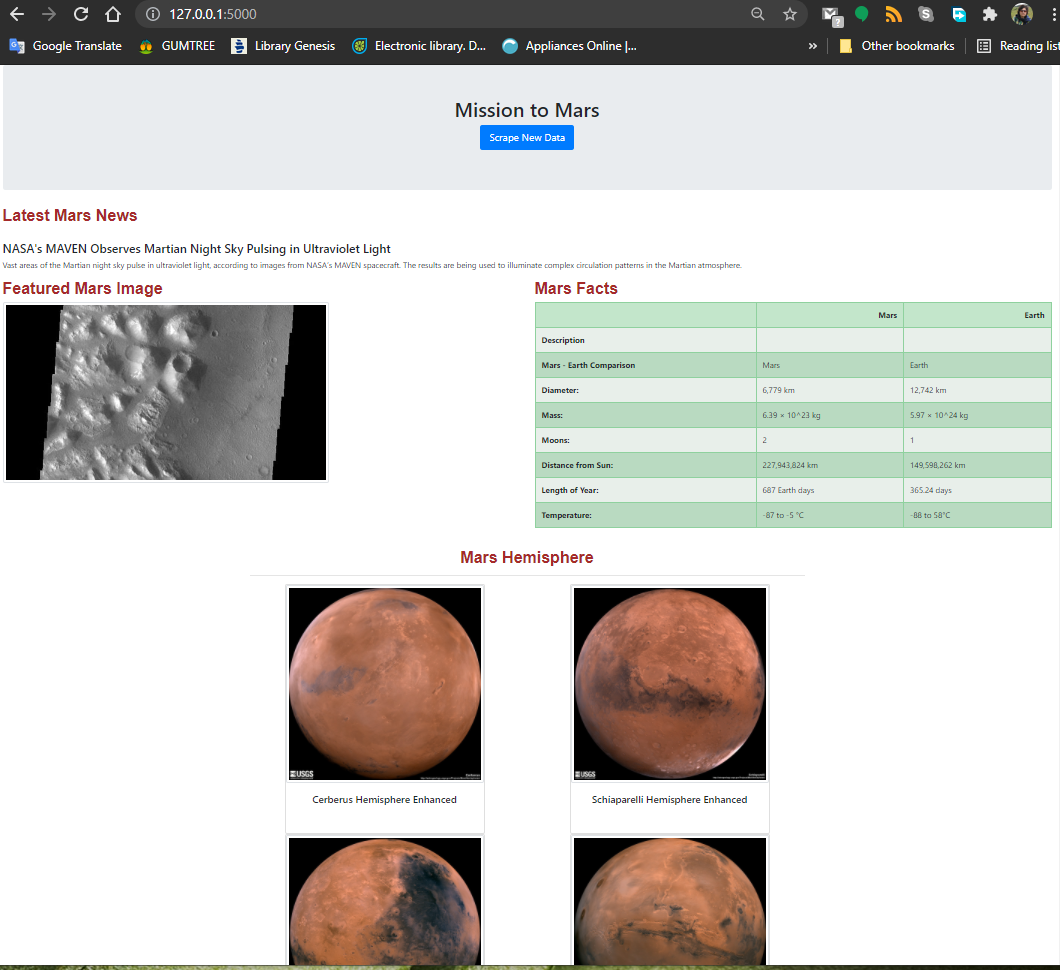 127.0.0.1:5000
Google Translate GUMTREE Library Genesis Electronic library. D... Appliances Online |... » Other bookmarks Reading list
Mission to Mars
Scrape New Data
Latest Mars News
NASA's MAVEN Observes Martian Night Sky Pulsing in Ultraviolet Light
Vast areas of the Martian night sky pulse in ultraviolet light, according to images from NASA's MAVEN spacecraft. The results are being used to illuminate complex circulation patterns in the Martian atmosphere.
Featured Mars Image
Mars Facts
Mars Earth
Description
Mars - Earth Comparison Mars Earth
Diameter: 6,779 km 12,742 km
Mass: 6.39 × 10^23 kg 5.97 × 10^24 kg
Moons: 2 1
Distance from Sun: 227,943,824 km 149,598,262 km
Length of Year: 687 Earth days 365.24 days
Temperature: -87 to -5 °C -88 to 58°C
Mars Hemisphere
USGS
USGS
Cerberus Hemisphere Enhanced
Schiaparelli Hemisphere Enhanced